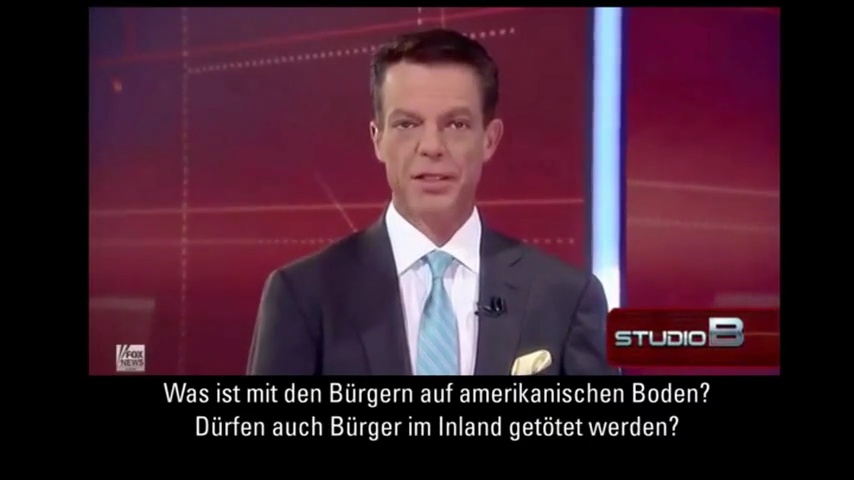 STUDIO B
FOX
NEWS
Was ist mit den Bürgern auf amerikanischen Boden?
Dürfen auch Bürger im Inland getötet werden?